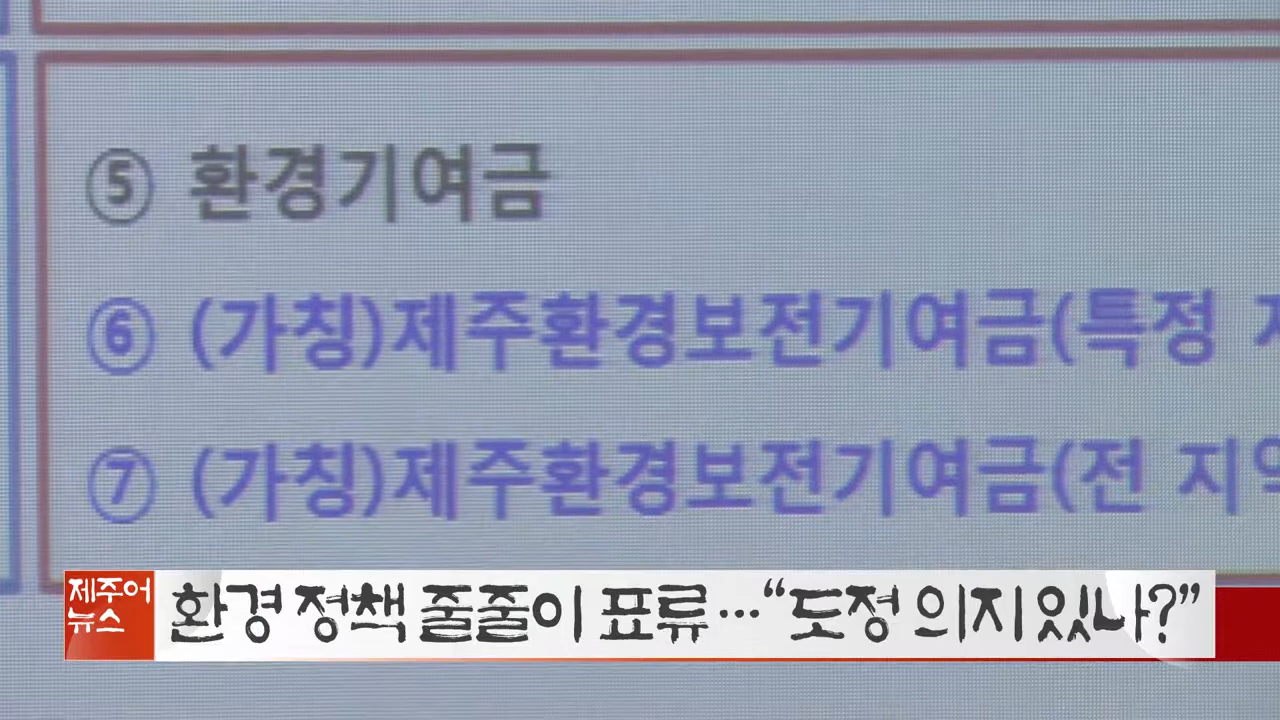 ⑤ 환경기여금
⑥ (가칭)제주환경보전기여금(특정
⑦ (가칭)제주환경보전기여금(전 지역
제주어
뉴스
환경 정책 줄줄이 표류…“도정 의지 있나?”